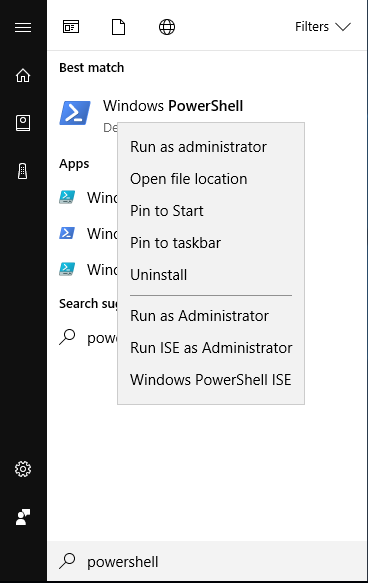 Filters
Best match
Windows PowerShell
De
Run as administrator
Open file location
Pin to Start
Pin to taskbar
Uninstall
Run as Administrator
Run ISE as Administrator
Windows PowerShell ISE
Apps
Wind
Wind
Wind
Search sug
pow
powershell